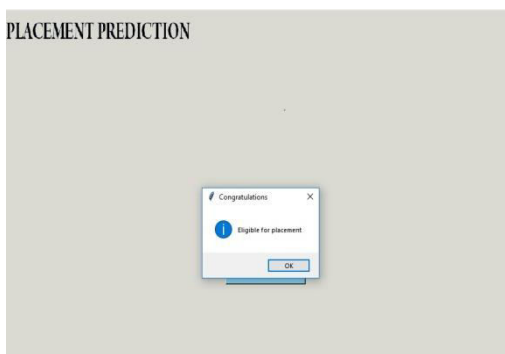 PLACEMENT PREDICTION
Congratulations
Eligible for placement
OK